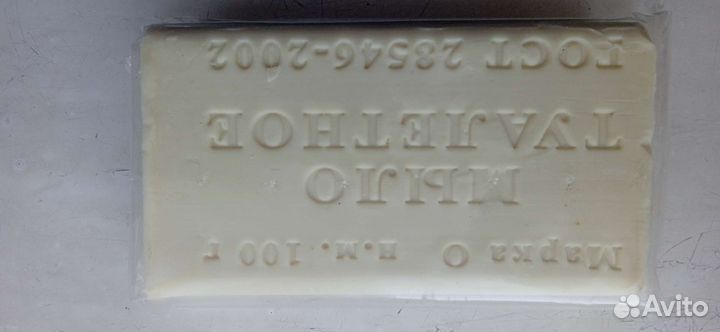 Марка О н.м. 100 г
МЫЛО
ТУАЛЕТНОЕ
ГОСТ 28546-2002
Avito